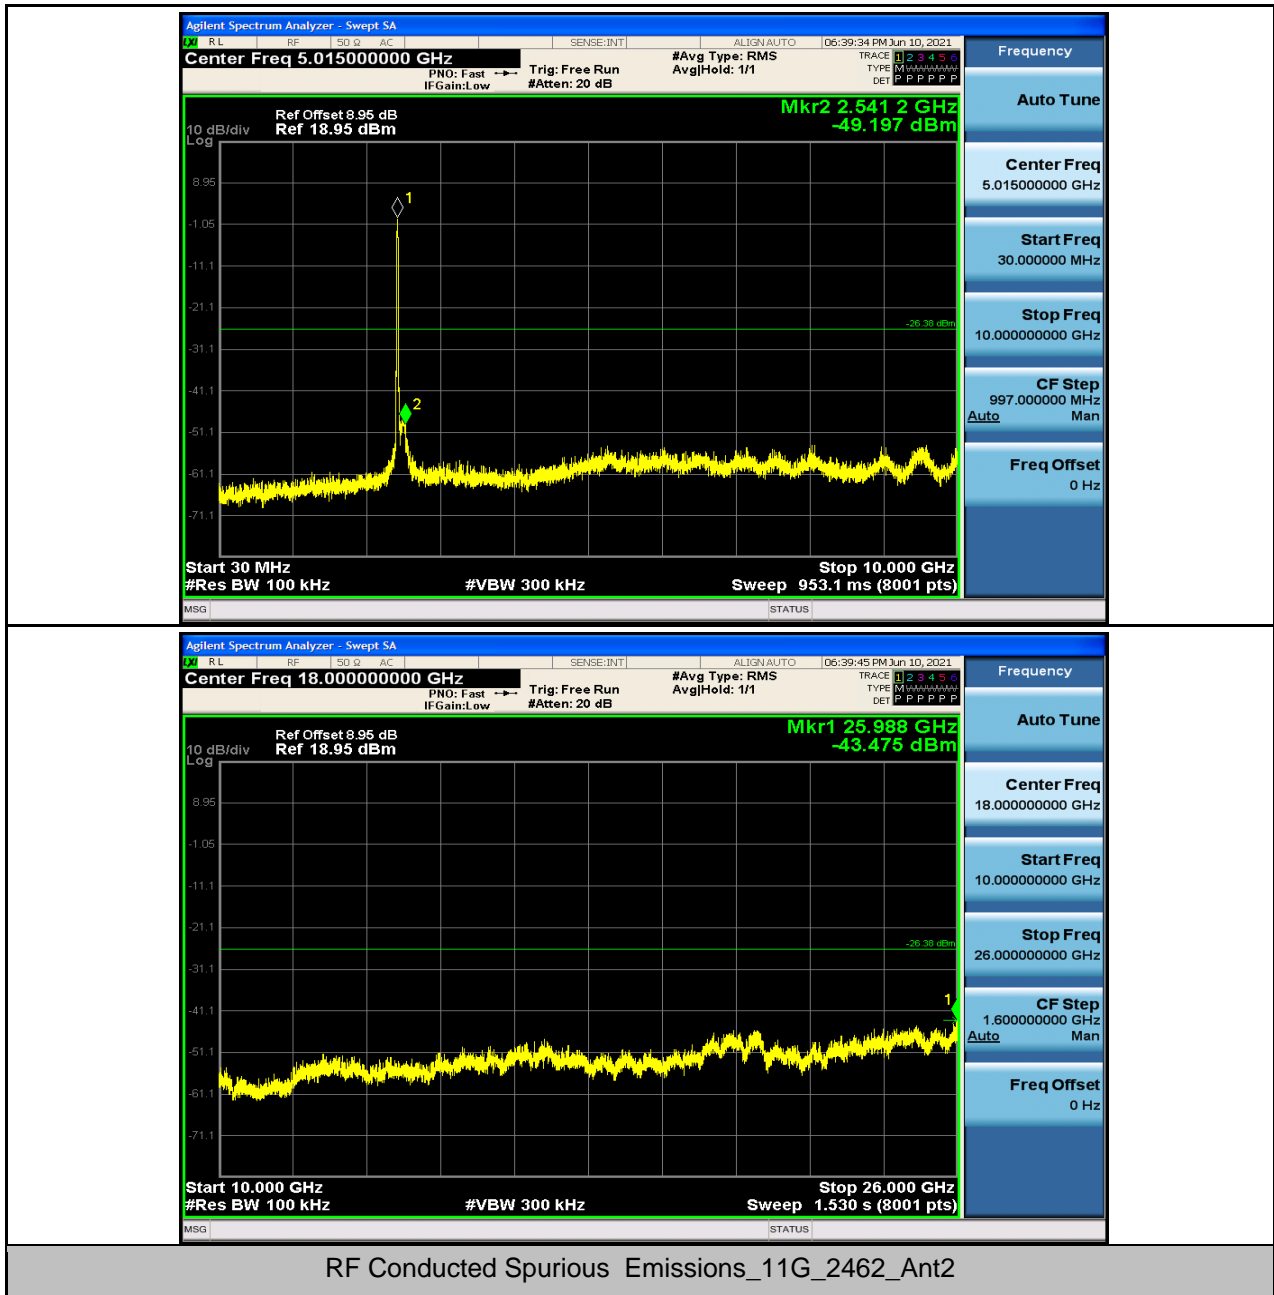 Agilent Spectrum Analyzer - Swept SA
LXI RL RF 50 Ω AC SENSE:INT ALIGN AUTO 06:39:34 PM Jun 10, 2021
Center Freq 5.015000000 GHz
PNO: Fast
IFGain:Low
Trig: Free Run
#Atten: 20 dB
#Avg Type: RMS
Avg|Hold: 1/1
TRACE 1 2 3 4 5 6
TYPE M
DET P P P P P P
Mkr2 2.541 2 GHz
-49.197 dBm
Ref Offset 8.95 dB
10 dB/div Ref 18.95 dBm
Log
8.95
-1.05
-11.1
-21.1
-31.1
-41.1
-51.1
-61.1
-71.1
1
2
-26.38 dBm
Start 30 MHz Stop 10.000 GHz
#Res BW 100 kHz #VBW 300 kHz Sweep 953.1 ms (8001 pts)
MSG STATUS
Frequency
Auto Tune
Center Freq
5.015000000 GHz
Start Freq
30.000000 MHz
Stop Freq
10.000000000 GHz
CF Step
997.000000 MHz
Auto Man
Freq Offset
0 Hz
Agilent Spectrum Analyzer - Swept SA
LXI RL RF 50 Ω AC SENSE:INT ALIGN AUTO 06:39:45 PM Jun 10, 2021
Center Freq 18.000000000 GHz
PNO: Fast
IFGain:Low
Trig: Free Run
#Atten: 20 dB
#Avg Type: RMS
Avg|Hold: 1/1
TRACE 1 2 3 4 5 6
TYPE M
DET P P P P P P
Mkr1 25.988 GHz
-43.475 dBm
Ref Offset 8.95 dB
10 dB/div Ref 18.95 dBm
Log
8.95
-1.05
-11.1
-21.1
-31.1
-41.1
-51.1
-61.1
-71.1
-26.38 dBm
1
Start 10.000 GHz Stop 26.000 GHz
#Res BW 100 kHz #VBW 300 kHz Sweep 1.530 s (8001 pts)
MSG STATUS
Frequency
Auto Tune
Center Freq
18.000000000 GHz
Start Freq
10.000000000 GHz
Stop Freq
26.000000000 GHz
CF Step
1.600000000 GHz
Auto Man
Freq Offset
0 Hz
RF Conducted Spurious Emissions_11G_2462_Ant2